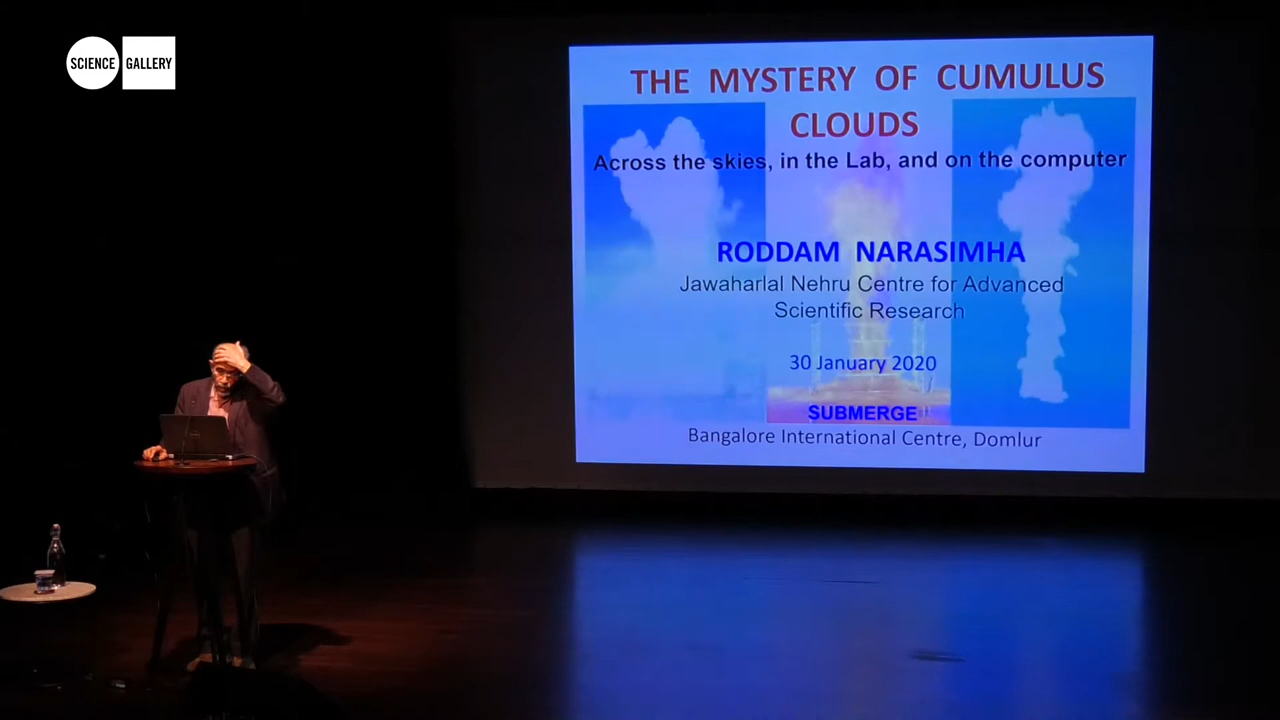 SCIENCE GALLERY
THE MYSTERY OF CUMULUS
CLOUDS
Across the skies, in the Lab, and on the computer
RODDAM NARASIMHA
Jawaharlal Nehru Centre for Advanced
Scientific Research
30 January 2020
SUBMERGE
Bangalore International Centre, Domlur